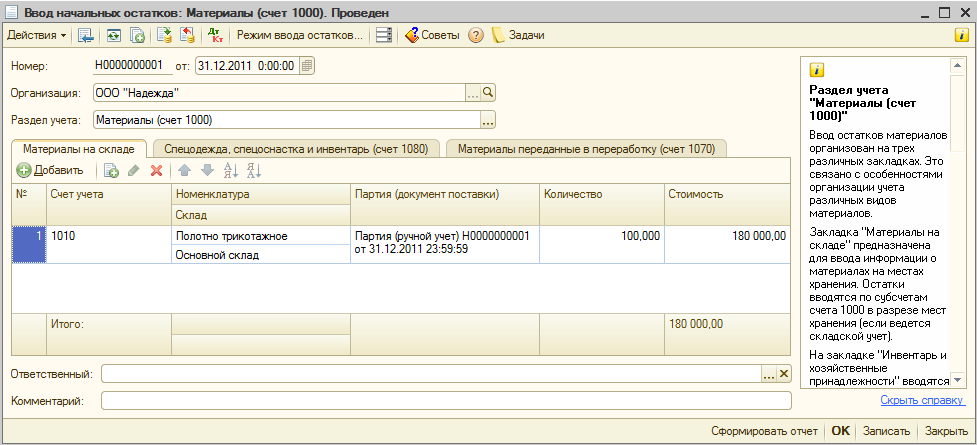 Ввод начальных остатков: Материалы (счет 1000). Проведен
Действия Дт Кт Режим ввода остатков... Советы ? Задачи
Номер: Н0000000001 от: 31.12.2011 0:00:00
Организация: ООО "Надежда" ...
Раздел учета: Материалы (счет 1000) ...
Материалы на складе Спецодежда, спецоснастка и инвентарь (счет 1080) Материалы переданные в переработку (счет 1070)
Добавить
№ Счет учета Номенклатура Партия (документ поставки) Количество Стоимость
Склад
1 1010 Полотно трикотажное Партия (ручной учет) Н0000000001 100,000 180 000,00
Основной склад от 31.12.2011 23:59:59
Итого: 180 000,00
Ответственный: ...
Комментарий:
Раздел учета
"Материалы (счет
1000)"
Ввод остатков материалов
организован на трех
различных закладках. Это
связано с особенностями
организации учета
различных видов
материалов.
Закладка "Материалы на
складе" предназначена
для ввода информации о
материалах на местах
хранения. Остатки
вводятся по субсчетам
счета 1000 в разрезе мест
хранения (если ведется
складской учет).
На закладке "Инвентарь и
хозяйственные
принадлежности" вводятся
Скрыть справку
Сформировать отчет OK Записать Закрыть